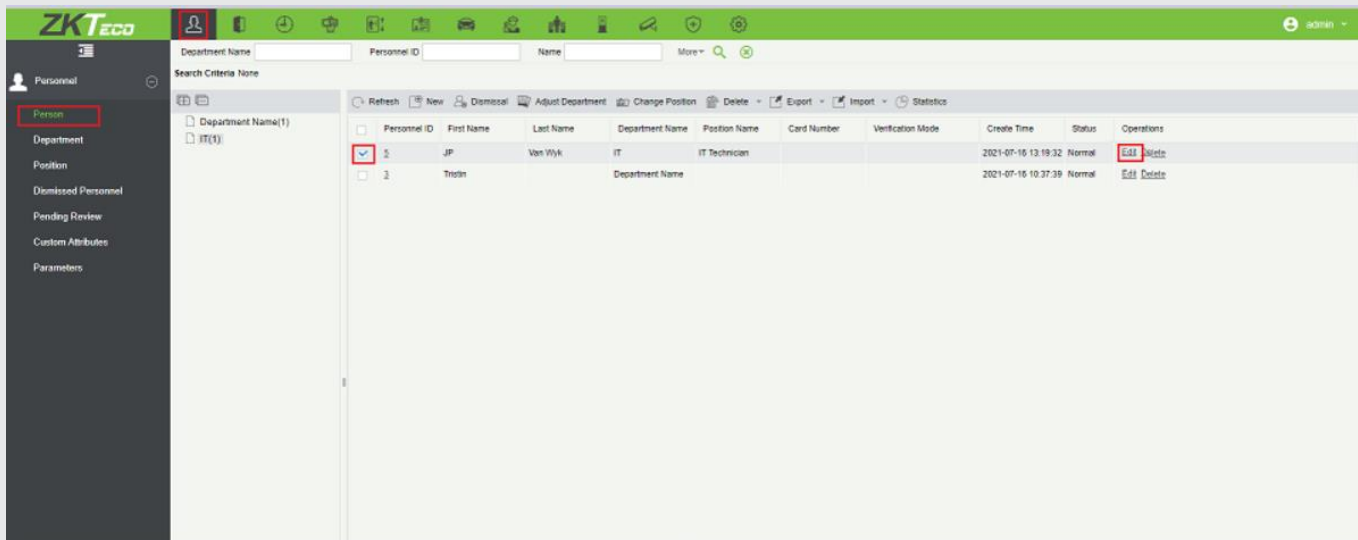 ZKTeco
admin
Department Name Personnel ID Name More
Search Criteria None
Personnel
Person
Department
Position
Dismissed Personnel
Pending Review
Custom Attributes
Parameters
Department Name(1)
IT(1)
Refresh New Dismissal Adjust Department Change Position Delete Export Import Statistics
Personnel ID First Name Last Name Department Name Position Name Card Number Verification Mode Create Time Status Operations
5 JP Van Wyk IT IT Technician 2021-07-16 13:19:32 Normal Edit Delete
3 Tristin Department Name 2021-07-16 10:37:39 Normal Edit Delete